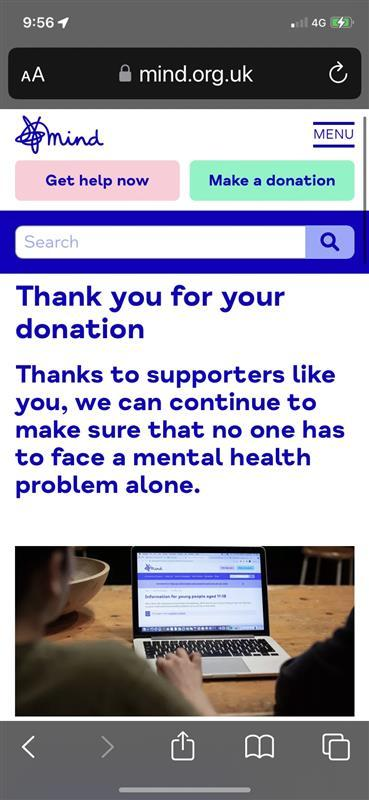 9:56
4G
AA mind.org.uk
mind
MENU
Get help now
Make a donation
Search
Thank you for your
donation
Thanks to supporters like
you, we can continue to
make sure that no one has
to face a mental health
problem alone.
mind
Information for young people aged 11-18